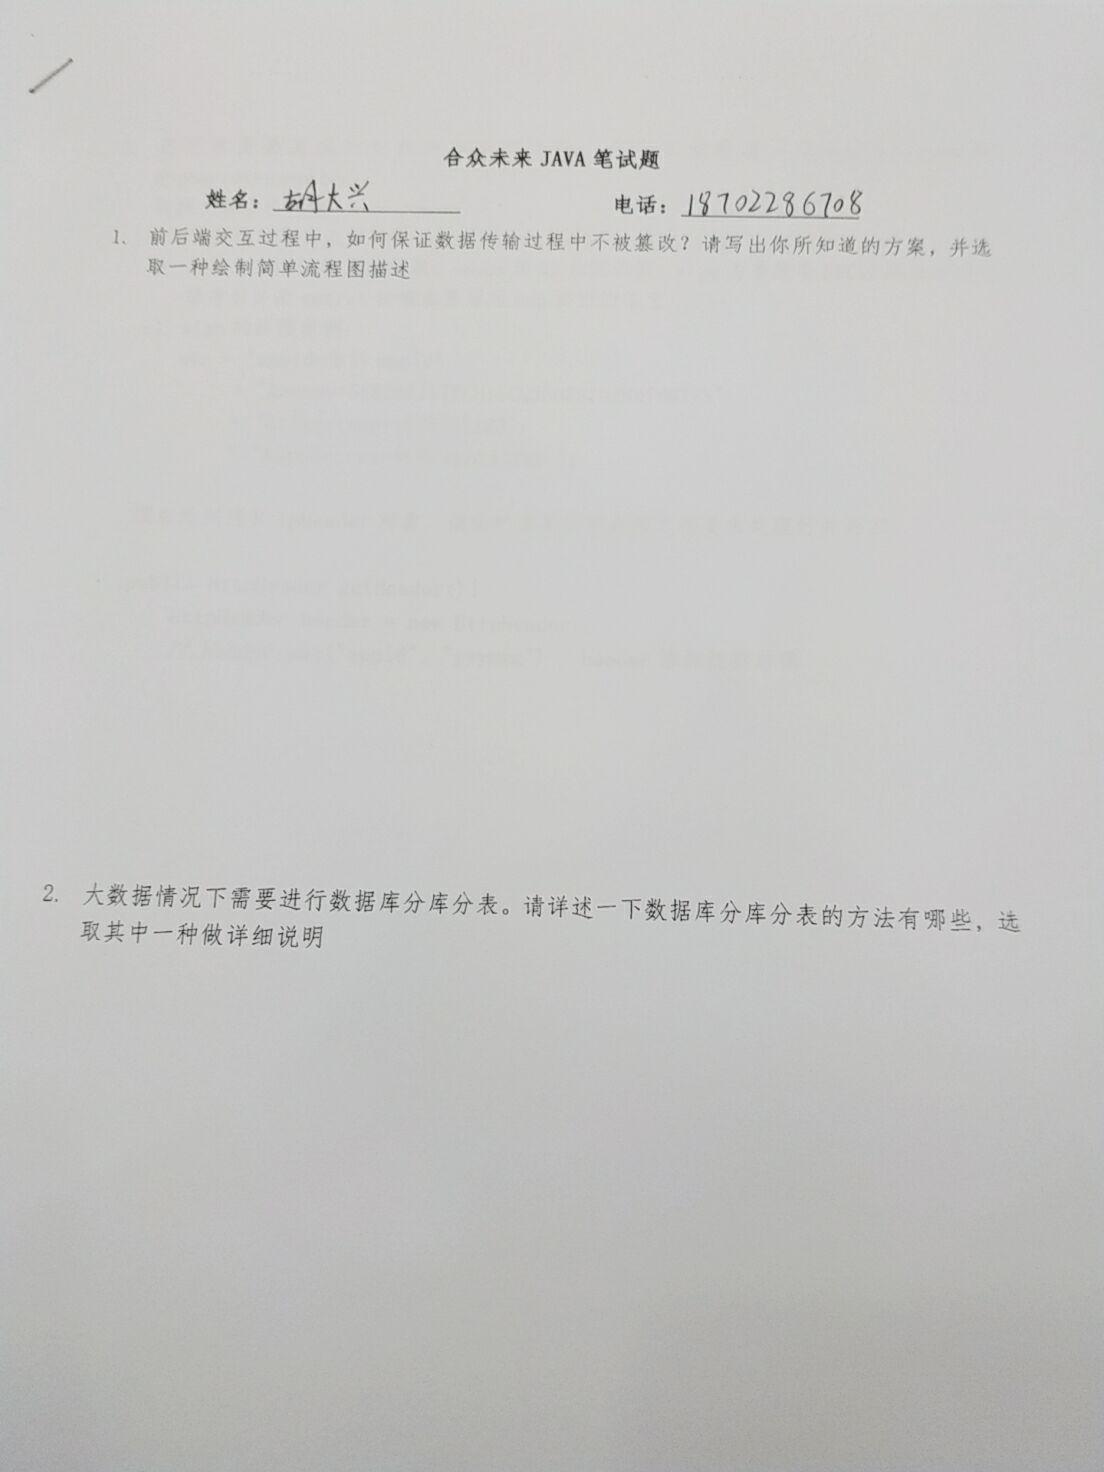 合众未来 JAVA 笔试题
姓名：胡大兴 电话：18702286708
1. 前后端交互过程中，如何保证数据传输过程中不被篡改？请写出你所知道的方案，并选
取一种绘制简单流程图描述
2. 大数据情况下需要进行数据库分库分表。请详述一下数据库分库分表的方法有哪些，选
取其中一种做详细说明